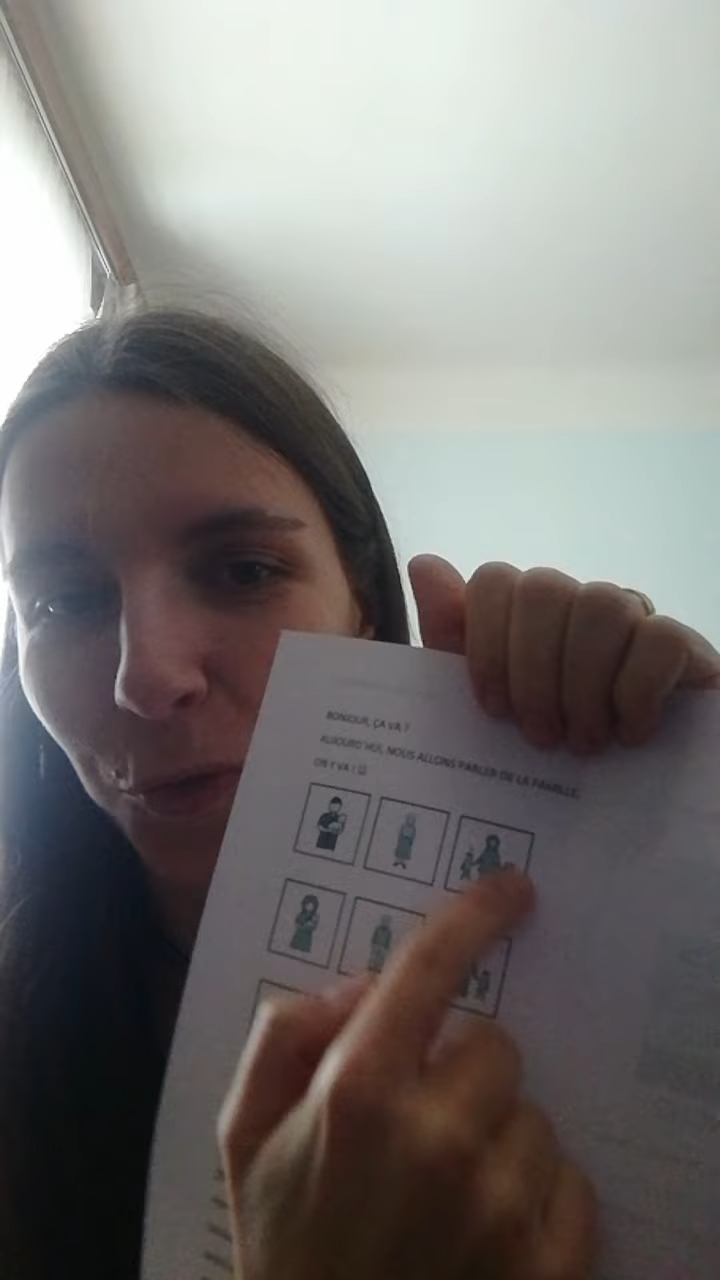 BONJOUR, ÇA VA ?
AUJOURD'HUI, NOUS ALLONS PARLER DE LA FAMILLE.
ON Y VA ! ☺